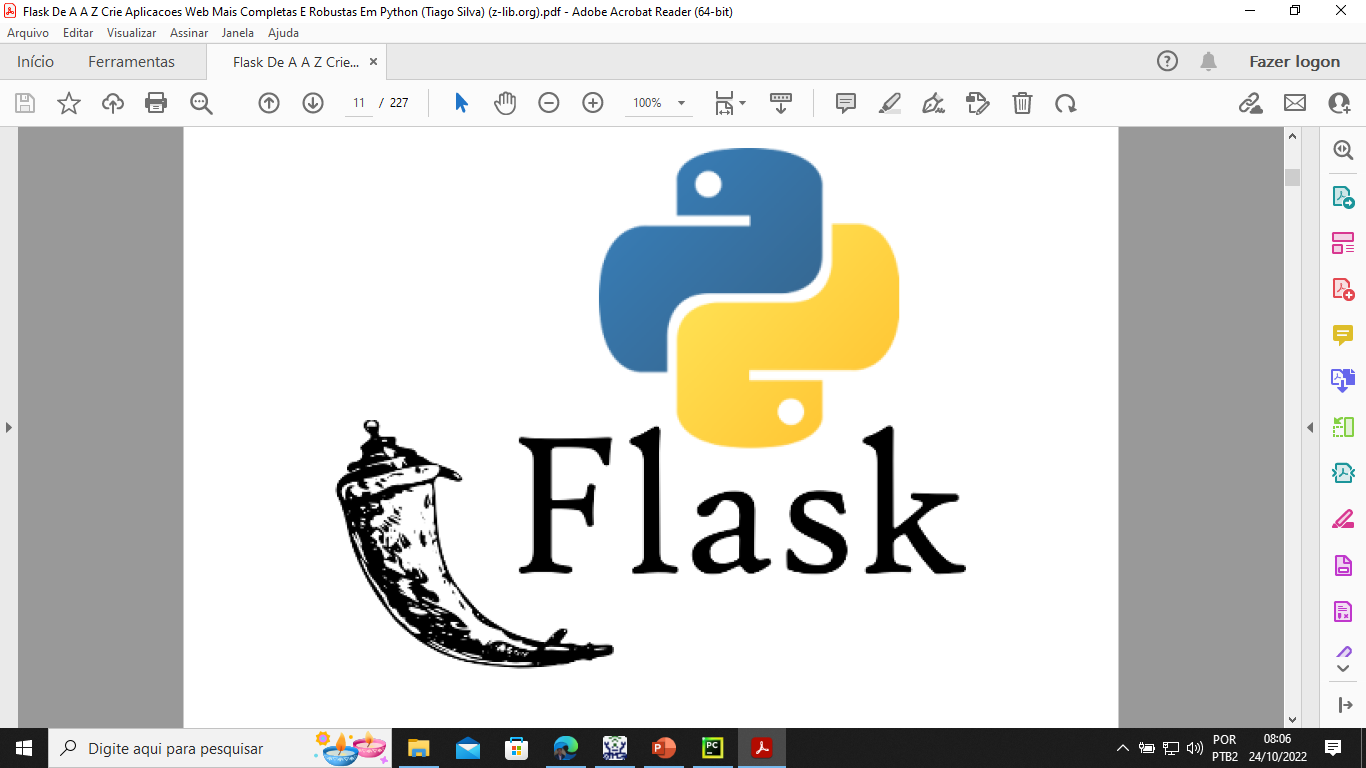 Flask De A A Z Crie Aplicacoes Web Mais Completas E Robustas Em Python (Tiago Silva) (z-lib.org).pdf - Adobe Acrobat Reader (64-bit)
Arquivo Editar Visualizar Assinar Janela Ajuda
Início Ferramentas Flask De A A Z Crie... × Fazer logon
11 / 227 100%
Flask
Digite aqui para pesquisar
PC
POR
PTB2
08:06
24/10/2022